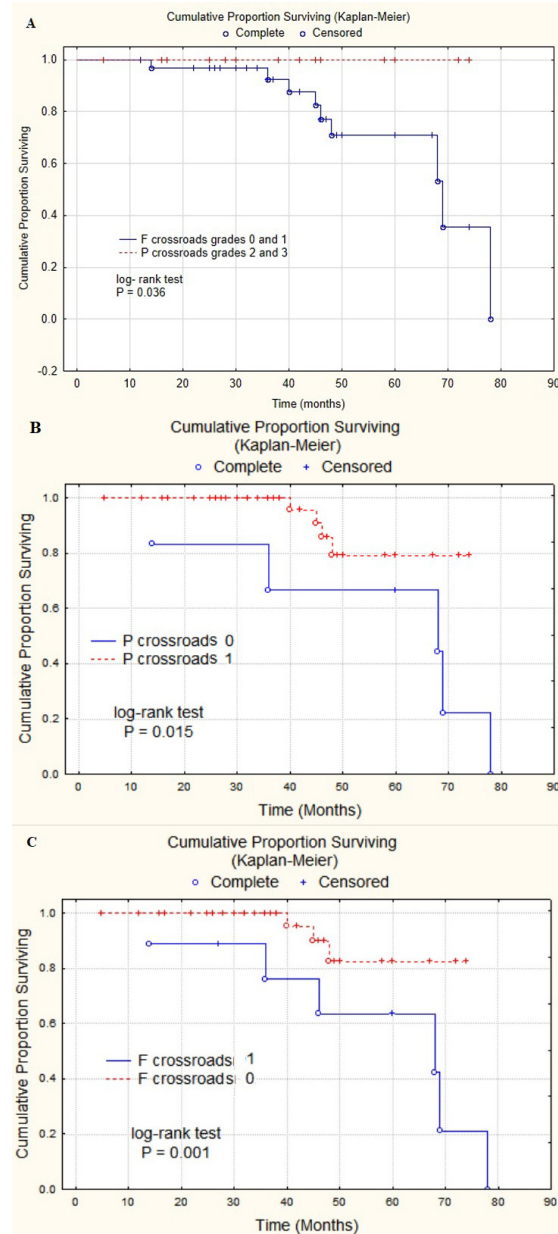 A
Cumulative Proportion Surviving (Kaplan-Meier)
Complete Censored
1.0
0.8
0.6
0.4
0.2
0.0
-0.2
Cumulative Proportion Surviving
F crossroads grades 0 and 1
P crossroads grades 2 and 3
log- rank test
P = 0.036
0 10 20 30 40 50 60 70 80 90
Time (months)
B
Cumulative Proportion Surviving
(Kaplan-Meier)
Complete Censored
1.0
0.8
0.6
0.4
0.2
0.0
Cumulative Proportion Surviving
P crossroads 0
P crossroads 1
log-rank test
P = 0.015
0 10 20 30 40 50 60 70 80 90
Time (Months)
C
Cumulative Proportion Surviving
(Kaplan-Meier)
Complete Censored
1.0
0.8
0.6
0.4
0.2
0.0
Cumulative Proportion Surviving
F crossroads 1
F crossroads 0
log-rank test
P = 0.001
0 10 20 30 40 50 60 70 80 90
Time (Months)